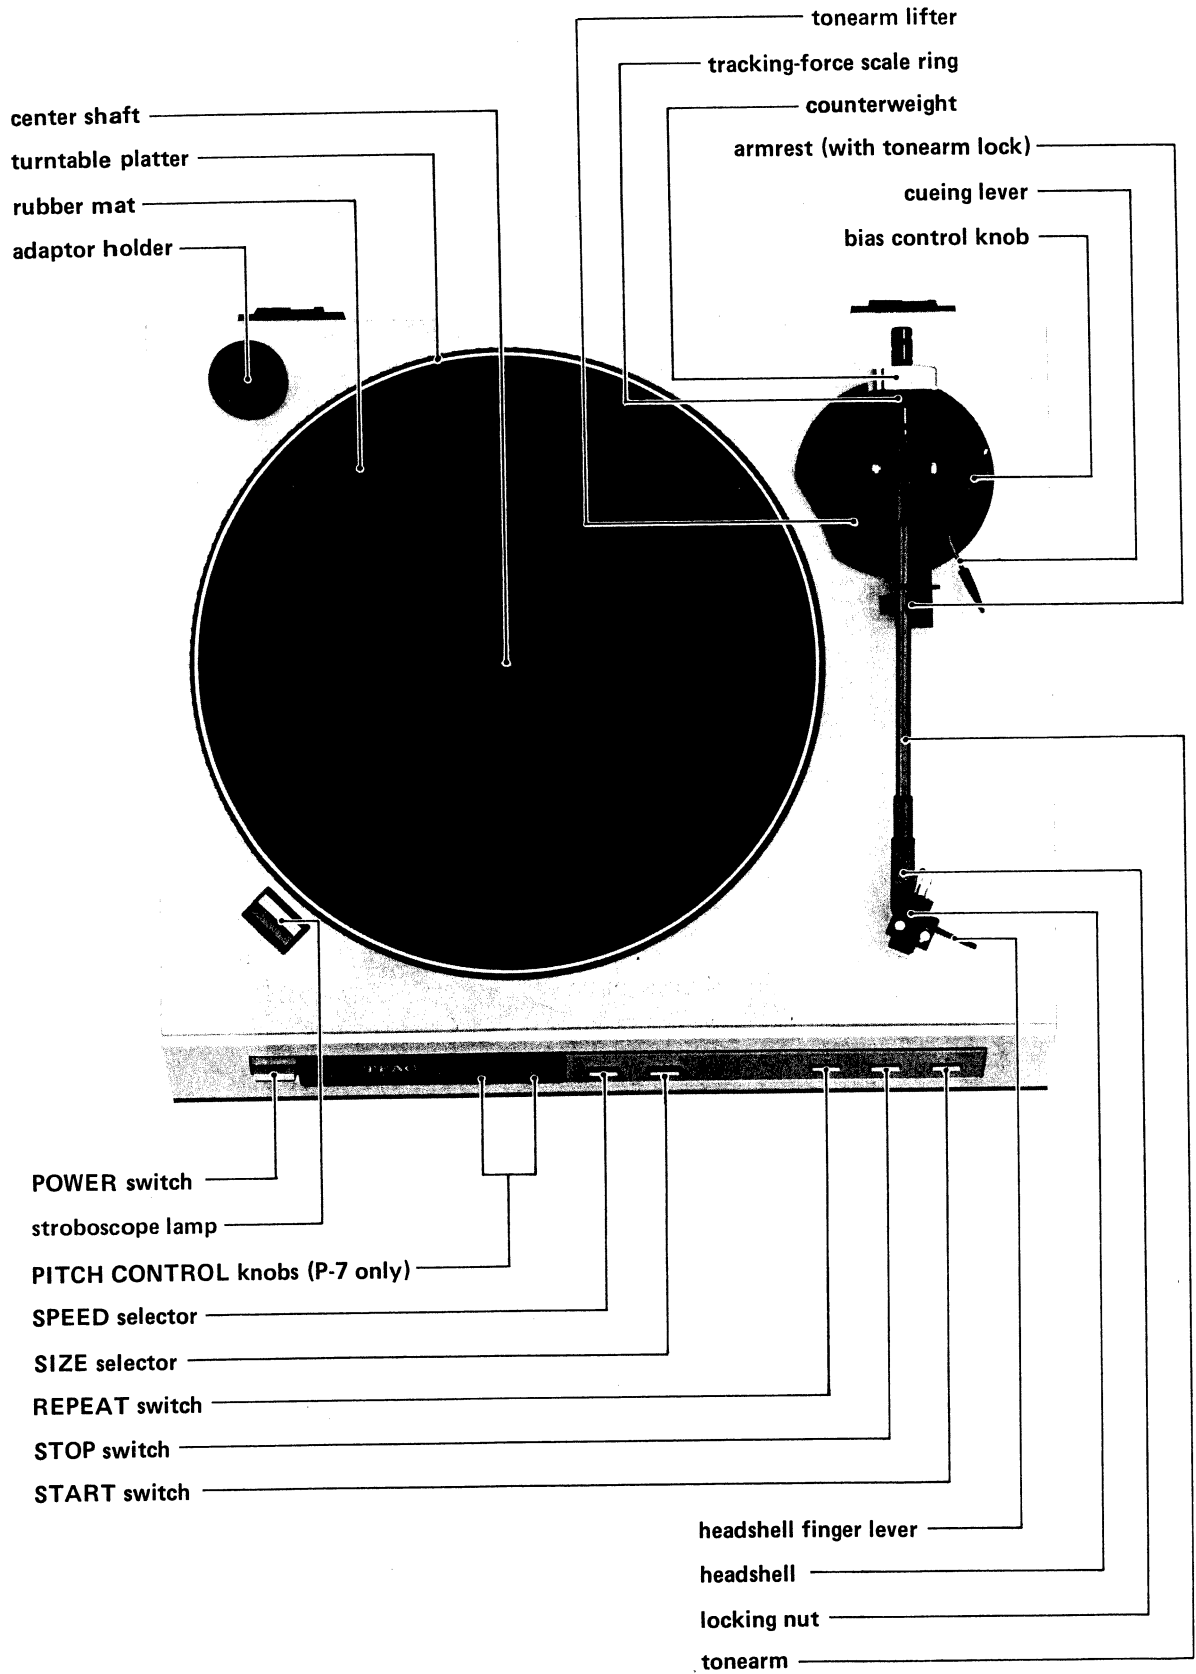 tonearm lifter
tracking-force scale ring
counterweight
armrest (with tonearm lock)
cueing lever
bias control knob
center shaft
turntable platter
rubber mat
adaptor holder
TEAC
POWER switch
stroboscope lamp
PITCH CONTROL knobs (P-7 only)
SPEED selector
SIZE selector
REPEAT switch
STOP switch
START switch
headshell finger lever
headshell
locking nut
tonearm